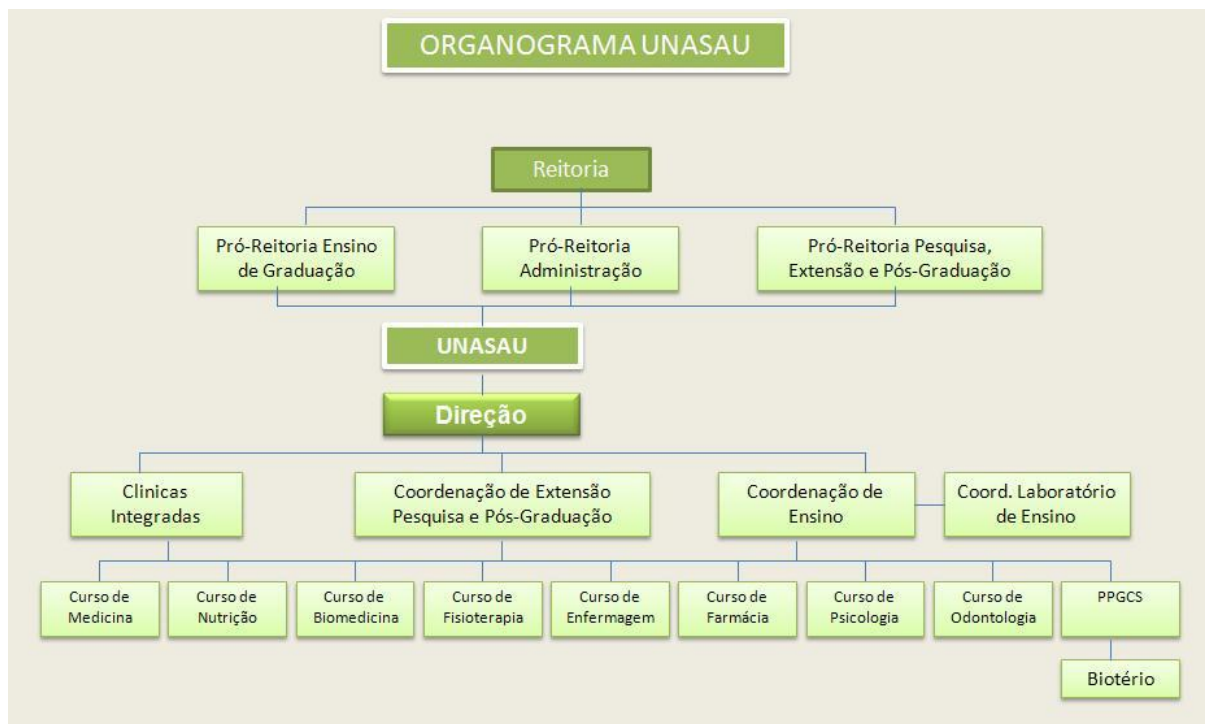 ORGANOGRAMA UNASAU
Reitoria
Pró-Reitoria Ensino
de Graduação
Pró-Reitoria
Administração
Pró-Reitoria Pesquisa,
Extensão e Pós-Graduação
UNASAU
Direção
Clinicas
Integradas
Coordenação de Extensão
Pesquisa e Pós-Graduação
Coordenação de
Ensino
Coord. Laboratório
de Ensino
Curso de
Medicina
Curso de
Nutrição
Curso de
Biomedicina
Curso de
Fisioterapia
Curso de
Enfermagem
Curso de
Farmácia
Curso de
Psicologia
Curso de
Odontologia
PPGCS
Biotério